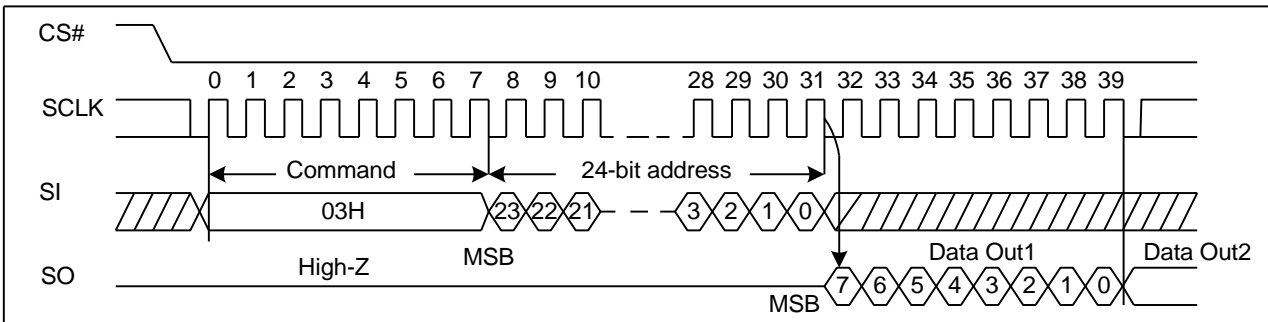 CS#
0 1 2 3 4 5 6 7 8 9 10 28 29 30 31 32 33 34 35 36 37 38 39
SCLK
Command 24-bit address
SI
03H 23 22 21 3 2 1 0
High-Z MSB Data Out1 Data Out2
SO
MSB 7 6 5 4 3 2 1 0